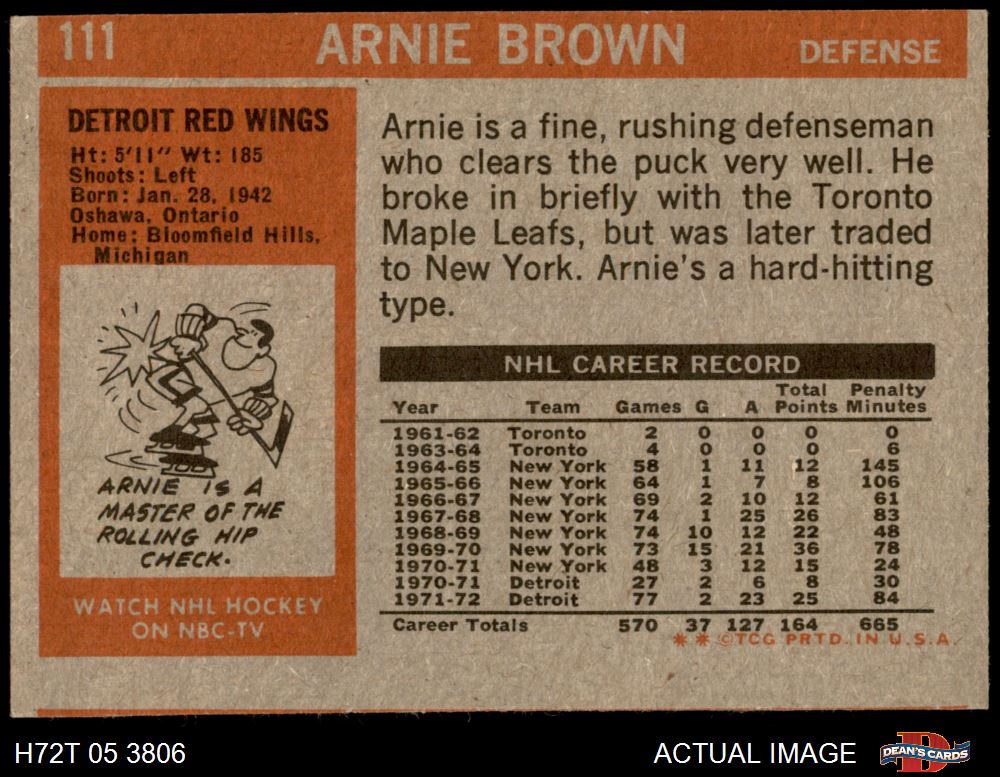 111 ARNIE BROWN DEFENSE
DETROIT RED WINGS
Ht: 5'11" Wt: 185
Shoots: Left
Born: Jan. 28, 1942
Oshawa, Ontario
Home: Bloomfield Hills,
Michigan
ARNIE IS A
MASTER OF THE
ROLLING HIP
CHECK.
WATCH NHL HOCKEY
ON NBC-TV
Arnie is a fine, rushing defenseman
who clears the puck very well. He
broke in briefly with the Toronto
Maple Leafs, but was later traded
to New York. Arnie's a hard-hitting
type.
NHL CAREER RECORD
Total Penalty
Year Team Games G A Points Minutes
1961-62 Toronto 2 0 0 0 0
1963-64 Toronto 4 0 0 0 6
1964-65 New York 58 1 11 12 145
1965-66 New York 64 1 7 8 106
1966-67 New York 69 2 10 12 61
1967-68 New York 74 1 25 26 83
1968-69 New York 74 10 12 22 48
1969-70 New York 73 15 21 36 78
1970-71 New York 48 3 12 15 24
1970-71 Detroit 27 2 6 8 30
1971-72 Detroit 77 2 23 25 84
Career Totals 570 37 127 164 665
* * ©TCG PRTD. IN U.S.A.
H72T 05 3806 ACTUAL IMAGE D DEAN'S CARDS